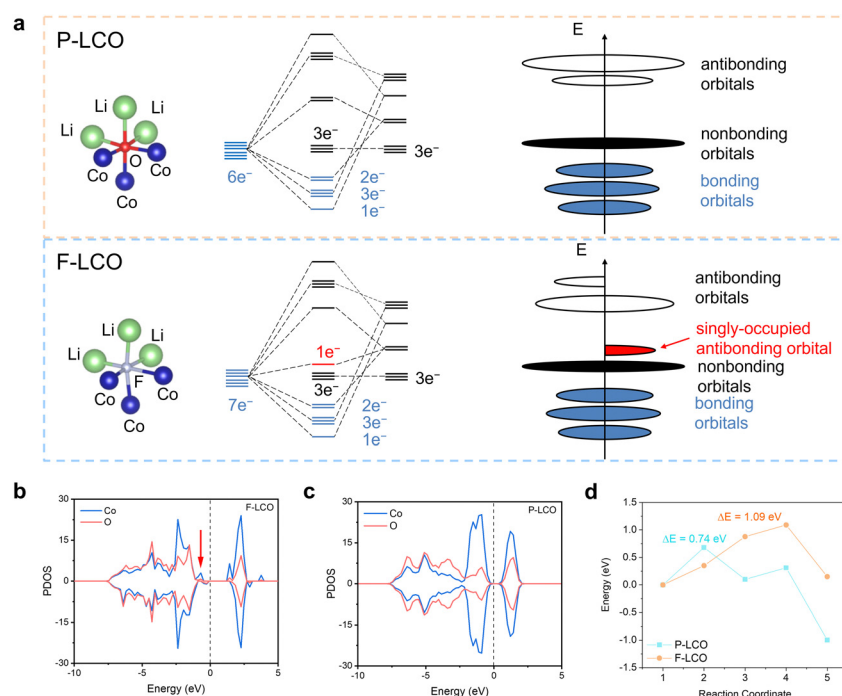 a
P-LCO
Li
Li
Li
O
Co
Co
Co
6e⁻
3e⁻
3e⁻
2e⁻
3e⁻
1e⁻
E
antibonding
orbitals
nonbonding
orbitals
bonding
orbitals
F-LCO
Li
Li
Li
F
Co
Co
Co
7e⁻
1e⁻
3e⁻
3e⁻
2e⁻
3e⁻
1e⁻
E
antibonding
orbitals
singly-occupied
antibonding orbital
nonbonding
orbitals
bonding
orbitals
b
Co
O
F-LCO
PDOS
30
15
0
-15
-30
-10
-5
0
5
Energy (eV)
c
Co
O
P-LCO
PDOS
30
15
0
-15
-30
-10
-5
0
5
Energy (eV)
d
ΔE = 1.09 eV
ΔE = 0.74 eV
Energy (eV)
1.5
1.0
0.5
0.0
-0.5
-1.0
-1.5
P-LCO
F-LCO
1
2
3
4
5
Reaction Coordinate